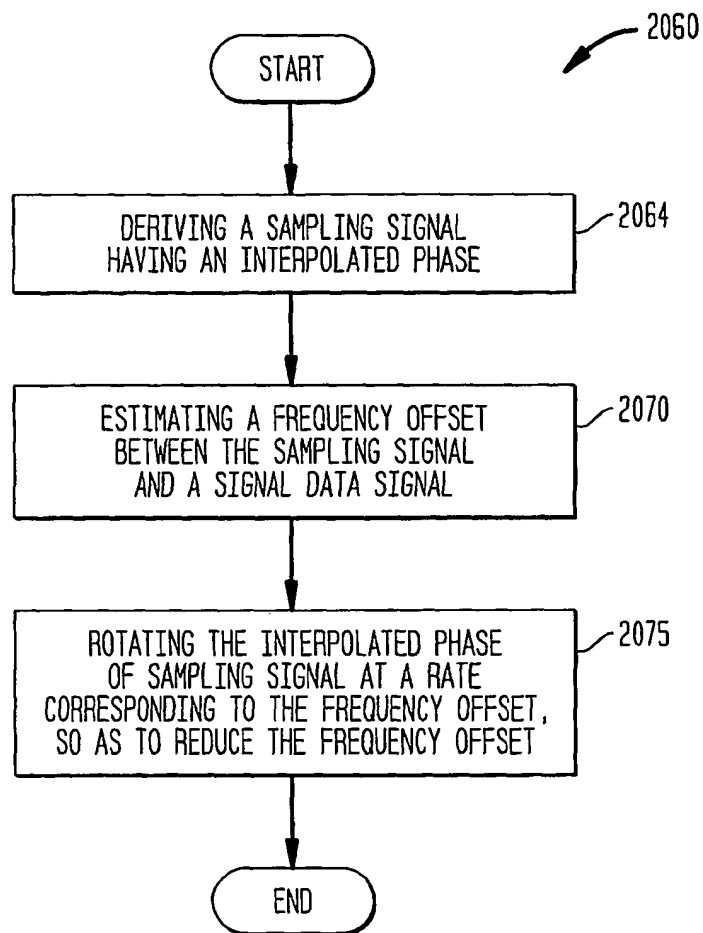 2060
START
DERIVING A SAMPLING SIGNAL
HAVING AN INTERPOLATED PHASE
2064
ESTIMATING A FREQUENCY OFFSET
BETWEEN THE SAMPLING SIGNAL
AND A SIGNAL DATA SIGNAL
2070
ROTATING THE INTERPOLATED PHASE
OF SAMPLING SIGNAL AT A RATE
CORRESPONDING TO THE FREQUENCY OFFSET,
SO AS TO REDUCE THE FREQUENCY OFFSET
2075
END